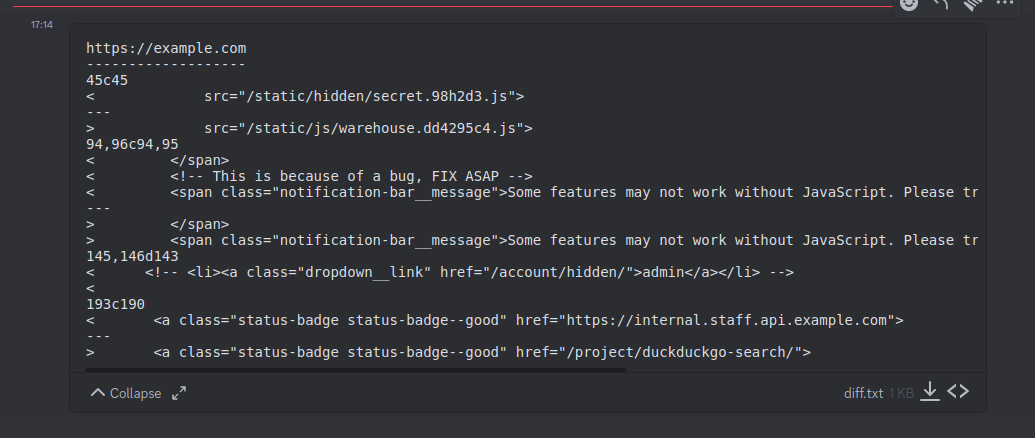 17:14
https://example.com
-------------------
45c45
<             src="/static/hidden/secret.98h2d3.js">
---
>             src="/static/js/warehouse.dd4295c4.js">
94,96c94,95
<         </span>
<         <!-- This is because of a bug, FIX ASAP -->
<         <span class="notification-bar__message">Some features may not work without JavaScript. Please tr
---
>         </span>
>         <span class="notification-bar__message">Some features may not work without JavaScript. Please tr
145,146d143
<      <!-- <li><a class="dropdown__link" href="/account/hidden/">admin</a></li> -->
<
193c190
<       <a class="status-badge status-badge--good" href="https://internal.staff.api.example.com">
---
>       <a class="status-badge status-badge--good" href="/project/duckduckgo-search/">
Collapse
diff.txt 1 KB